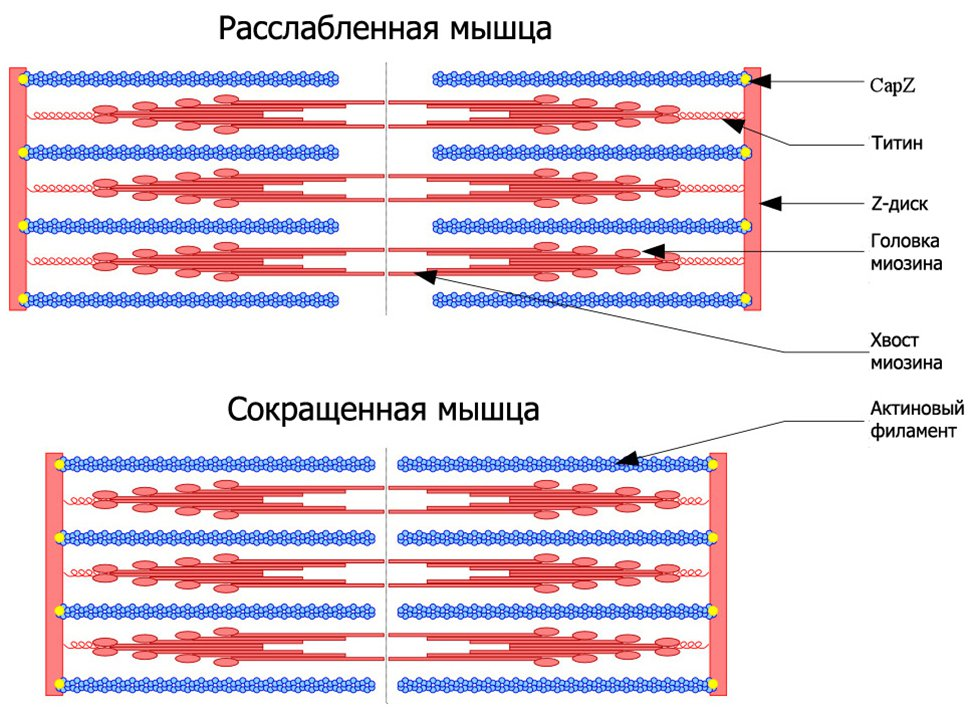 Расслабленная мышца
CapZ
Титин
Z-диск
Головка
миозина
Хвост
миозина
Сокращенная мышца
Актиновый
филамент